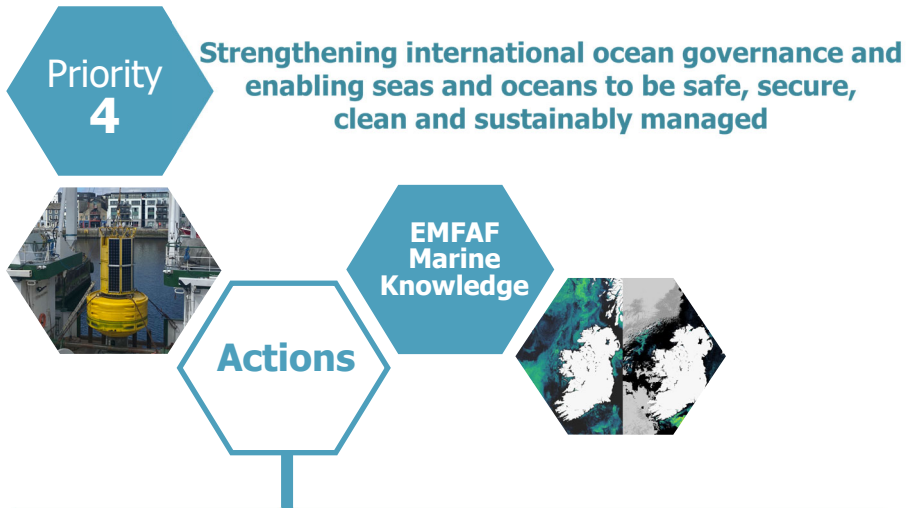 Priority
4
Strengthening international ocean governance and
enabling seas and oceans to be safe, secure,
clean and sustainably managed
EMFAF
Marine
Knowledge
Actions